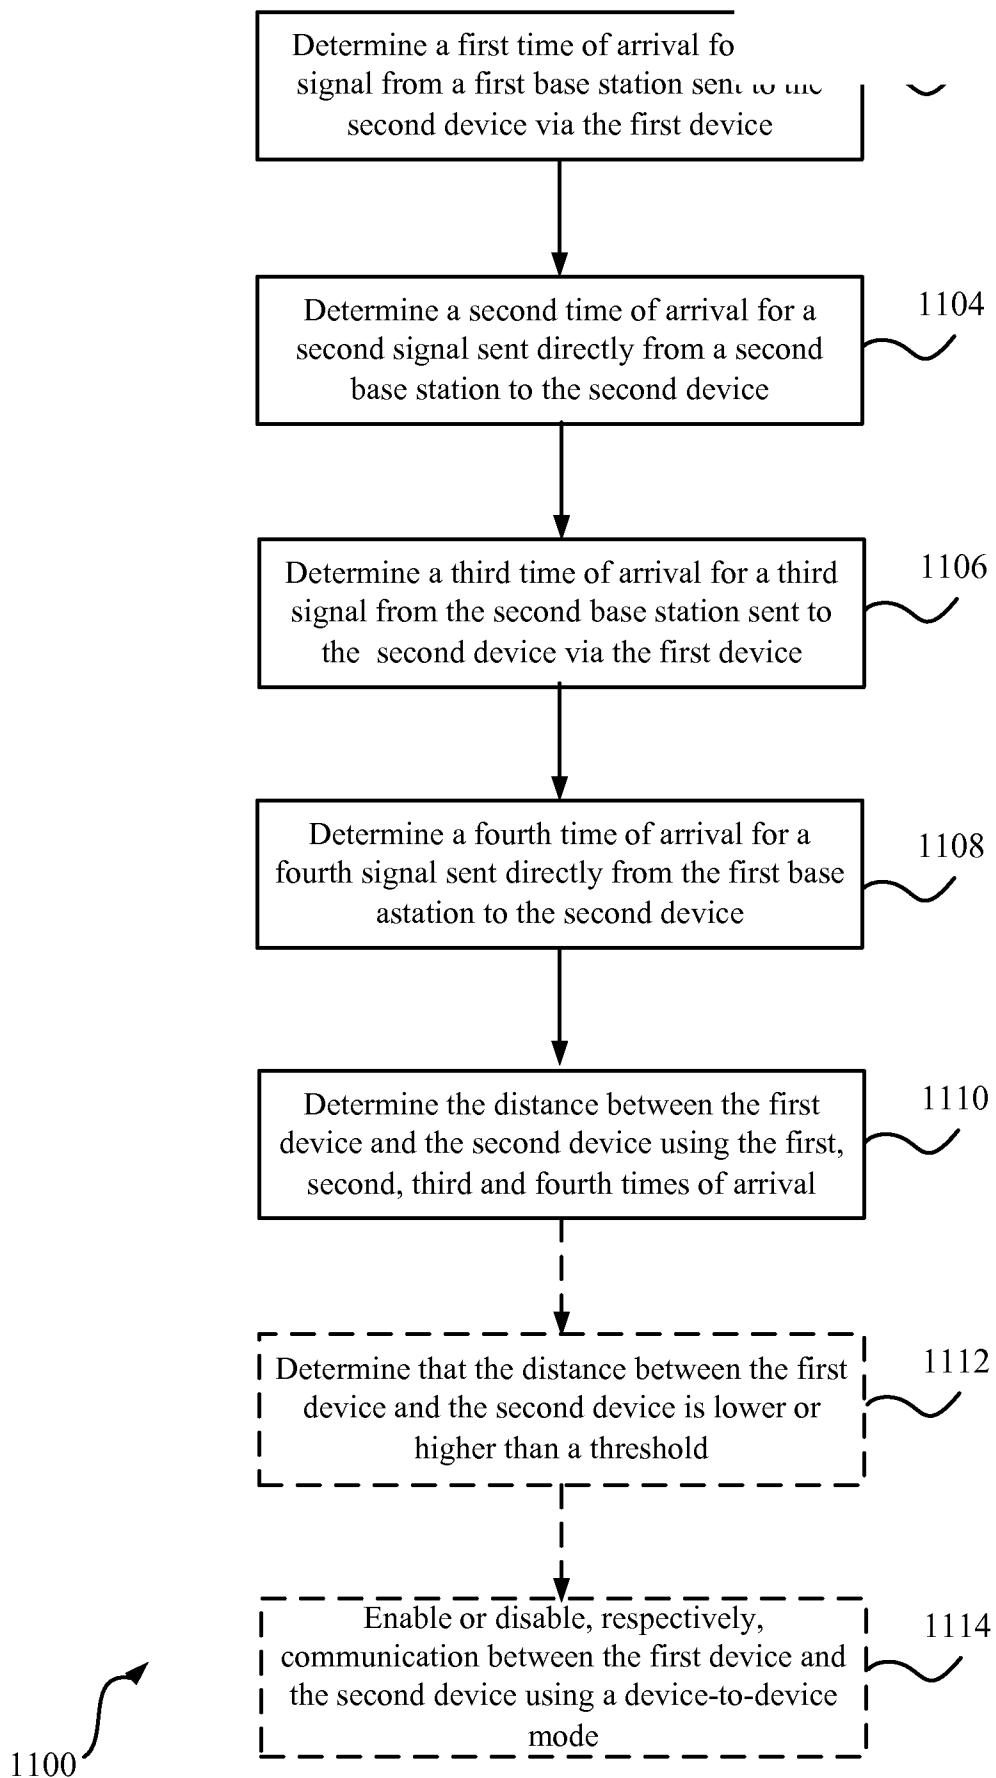 Determine a first time of arrival
signal from a first base station
second device via the first device
1104
Determine a second time of arrival for a
second signal sent directly from a second
base station to the second device
1106
Determine a third time of arrival for a third
signal from the second base station sent to
the second device via the first device
1108
Determine a fourth time of arrival for a
fourth signal sent directly from the first base
astation to the second device
1110
Determine the distance between the first
device and the second device using the first,
second, third and fourth times of arrival
1112
Determine that the distance between the first
device and the second device is lower or
higher than a threshold
1114
Enable or disable, respectively,
communication between the first device and
the second device using a device-to-device
mode
1100